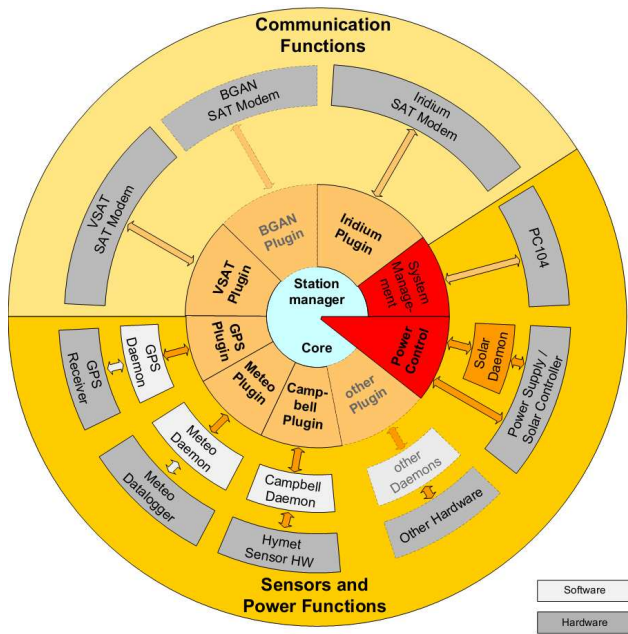 Communication
Functions
BGAN
SAT Modem
Iridium
SAT Modem
VSAT
SAT Modem
BGAN
Plugin
Iridium
Plugin
VSAT
Plugin
System
Manage-
ment
PC104
Station
manager
Core
GPS
Plugin
Meteo
Plugin
Camp-
bell
Plugin
other
Plugin
Power
Control
Solar
Daemon
Power Supply /
Solar Controller
GPS
Daemon
GPS
Receiver
Meteo
Daemon
Meteo
Datalogger
Campbell
Daemon
Hymet
Sensor HW
other
Daemons
Other Hardware
Sensors and
Power Functions
Software
Hardware